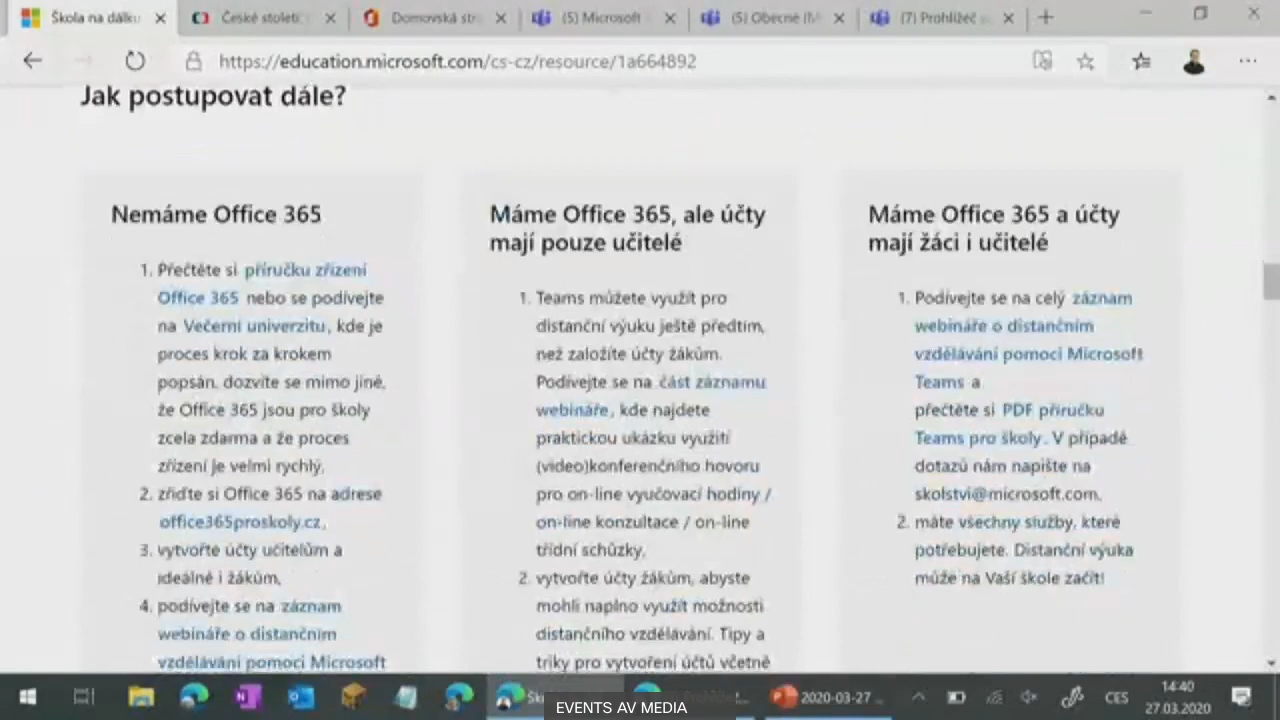 Škola na dálku
České století
Domovská str
(5) Microsoft
(5) Obecné (M
(7) Prohlížeč
https://education.microsoft.com/cs-cz/resource/1a664892
Jak postupovat dále?
Nemáme Office 365
1. Přečtěte si příručku zřízení
Office 365 nebo se podívejte
na Večerní univerzitu, kde je
proces krok za krokem
popsán. dozvíte se mimo jiné,
že Office 365 jsou pro školy
zcela zdarma a že proces
zřízení je velmi rychlý,
2. zřiďte si Office 365 na adrese
office365proskoly.cz,
3. vytvořte účty učitelům a
ideálně i žákům,
4. podívejte se na záznam
webináře o distančním
vzdělávání pomocí Microsoft
Máme Office 365, ale účty
mají pouze učitelé
1. Teams můžete využít pro
distanční výuku ještě předtím,
než založíte účty žákům.
Podívejte se na část záznamu
webináře, kde najdete
praktickou ukázku využití
(video)konferenčního hovoru
pro on-line vyučovací hodiny /
on-line konzultace / on-line
třídní schůzky,
2. vytvořte účty žákům, abyste
mohli naplno využít možnosti
distančního vzdělávání. Tipy a
triky pro vytvoření účtů včetně
Máme Office 365 a účty
mají žáci i učitelé
1. Podívejte se na celý záznam
webináře o distančním
vzdělávání pomocí Microsoft
Teams a
přečtěte si PDF příručku
Teams pro školy. V případě
dotazů nám napište na
skolstvi@microsoft.com,
2. máte všechny služby, které
potřebujete. Distanční výuka
může na Vaší škole začít!
2020-03-27 ...
CES
14:40
27.03.2020
EVENTS AV MEDIA